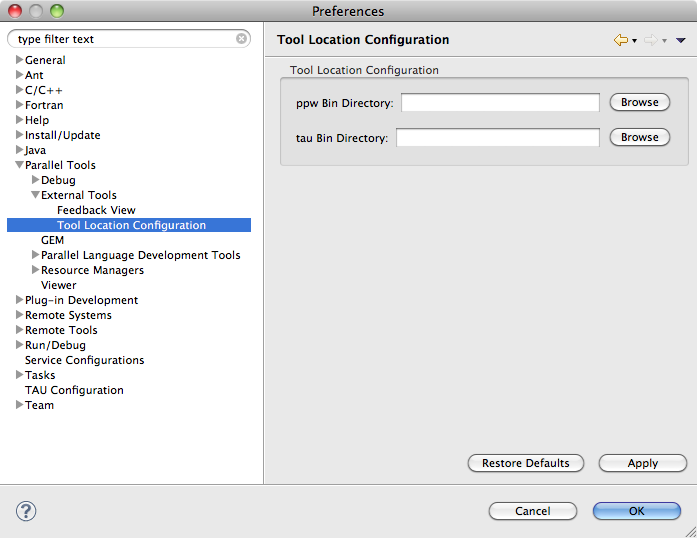 Preferences
type filter text
General
Ant
C/C++
Fortran
Help
Install/Update
Java
Parallel Tools
Debug
External Tools
Feedback View
Tool Location Configuration
GEM
Parallel Language Development Tools
Resource Managers
Viewer
Plug-in Development
Remote Systems
Remote Tools
Run/Debug
Service Configurations
Tasks
TAU Configuration
Team
Tool Location Configuration
Tool Location Configuration
ppw Bin Directory: Browse
tau Bin Directory: Browse
Restore Defaults Apply
? Cancel OK